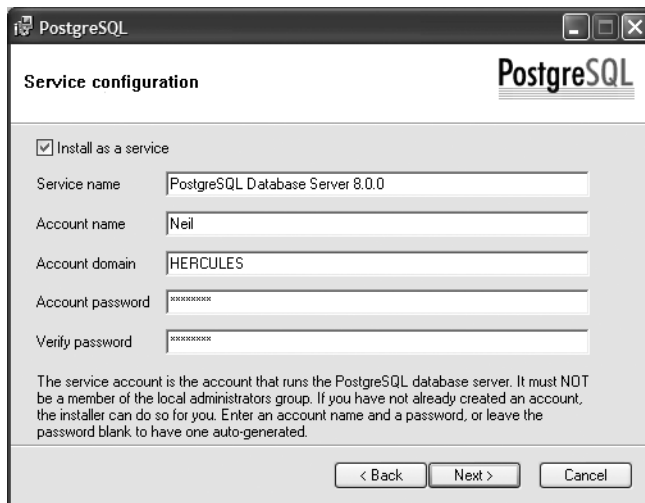 PostgreSQL
Service configuration
PostgreSQL
Install as a service
Service name PostgreSQL Database Server 8.0.0
Account name Neil
Account domain HERCULES
Account password ********
Verify password ********
The service account is the account that runs the PostgreSQL database server. It must NOT
be a member of the local administrators group. If you have not already created an account,
the installer can do so for you. Enter an account name and a password, or leave the
password blank to have one auto-generated.
< Back Next > Cancel